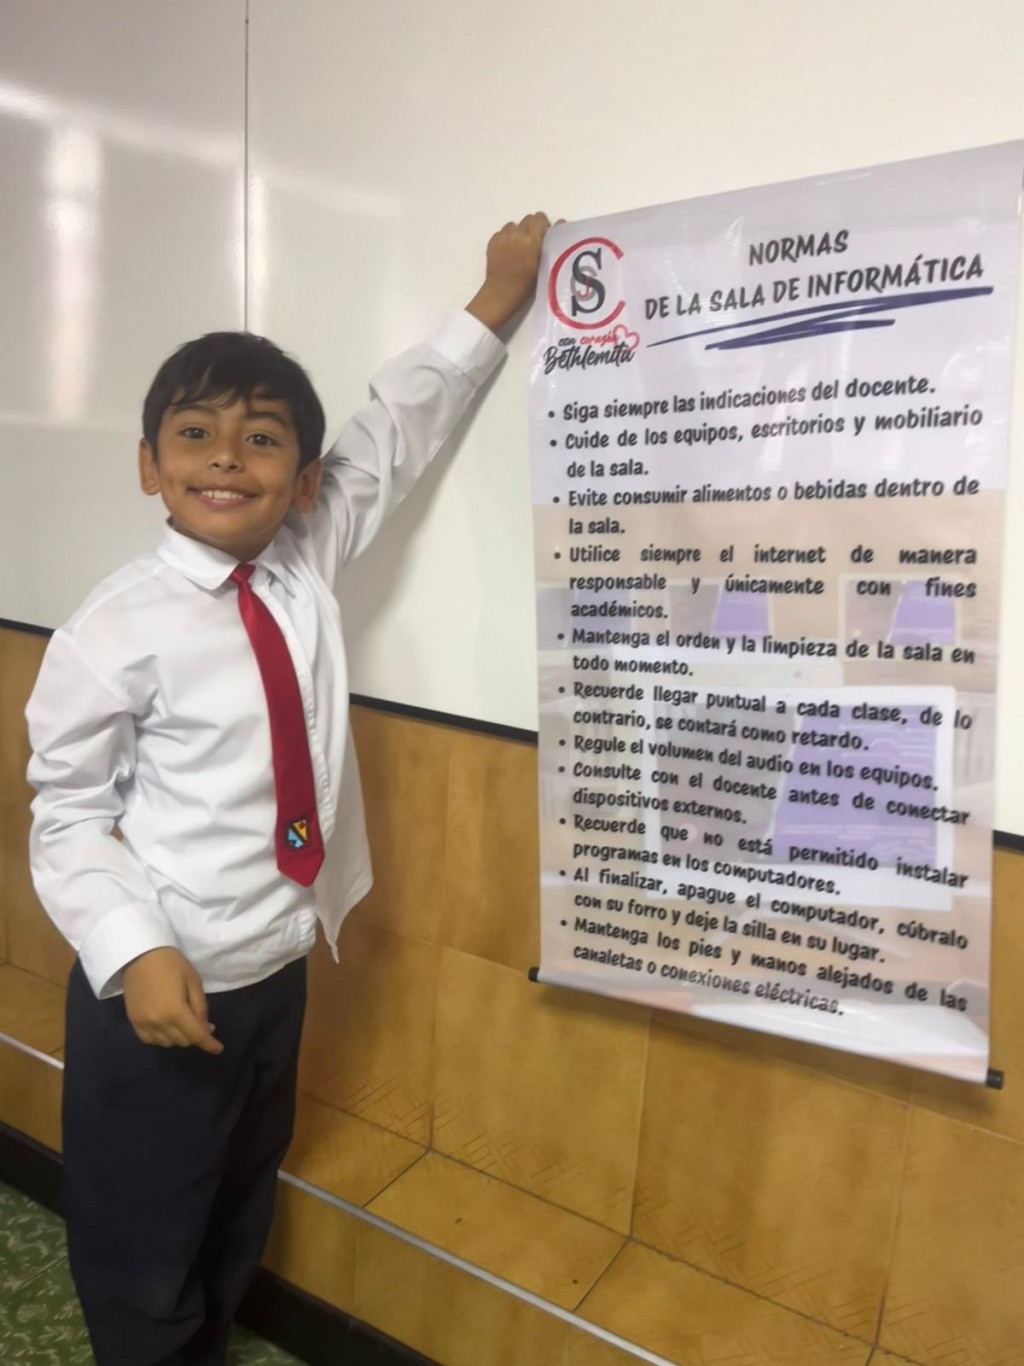 CSJ
con corazón
Bethlemita
NORMAS
DE LA SALA DE INFORMÁTICA
• Siga siempre las indicaciones del docente.
• Cuide de los equipos, escritorios y mobiliario
de la sala.
• Evite consumir alimentos o bebidas dentro de
la sala.
• Utilice siempre el internet de manera
responsable y únicamente con fines
académicos.
• Mantenga el orden y la limpieza de la sala en
todo momento.
• Recuerde llegar puntual a cada clase, de lo
contrario, se contará como retardo.
• Regule el volumen del audio en los equipos.
• Consulte con el docente antes de conectar
dispositivos externos.
• Recuerde que no está permitido instalar
programas en los computadores.
• Al finalizar, apague el computador, cúbralo
con su forro y deje la silla en su lugar.
• Mantenga los pies y manos alejados de las
canaletas o conexiones eléctricas.